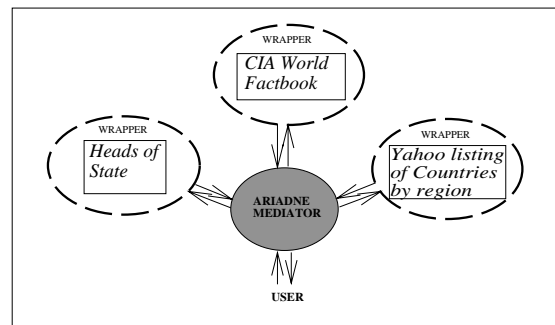 WRAPPER
CIA World
Factbook
WRAPPER
Heads of
State
WRAPPER
Yahoo listing
of Countries
by region
ARIADNE
MEDIATOR
USER